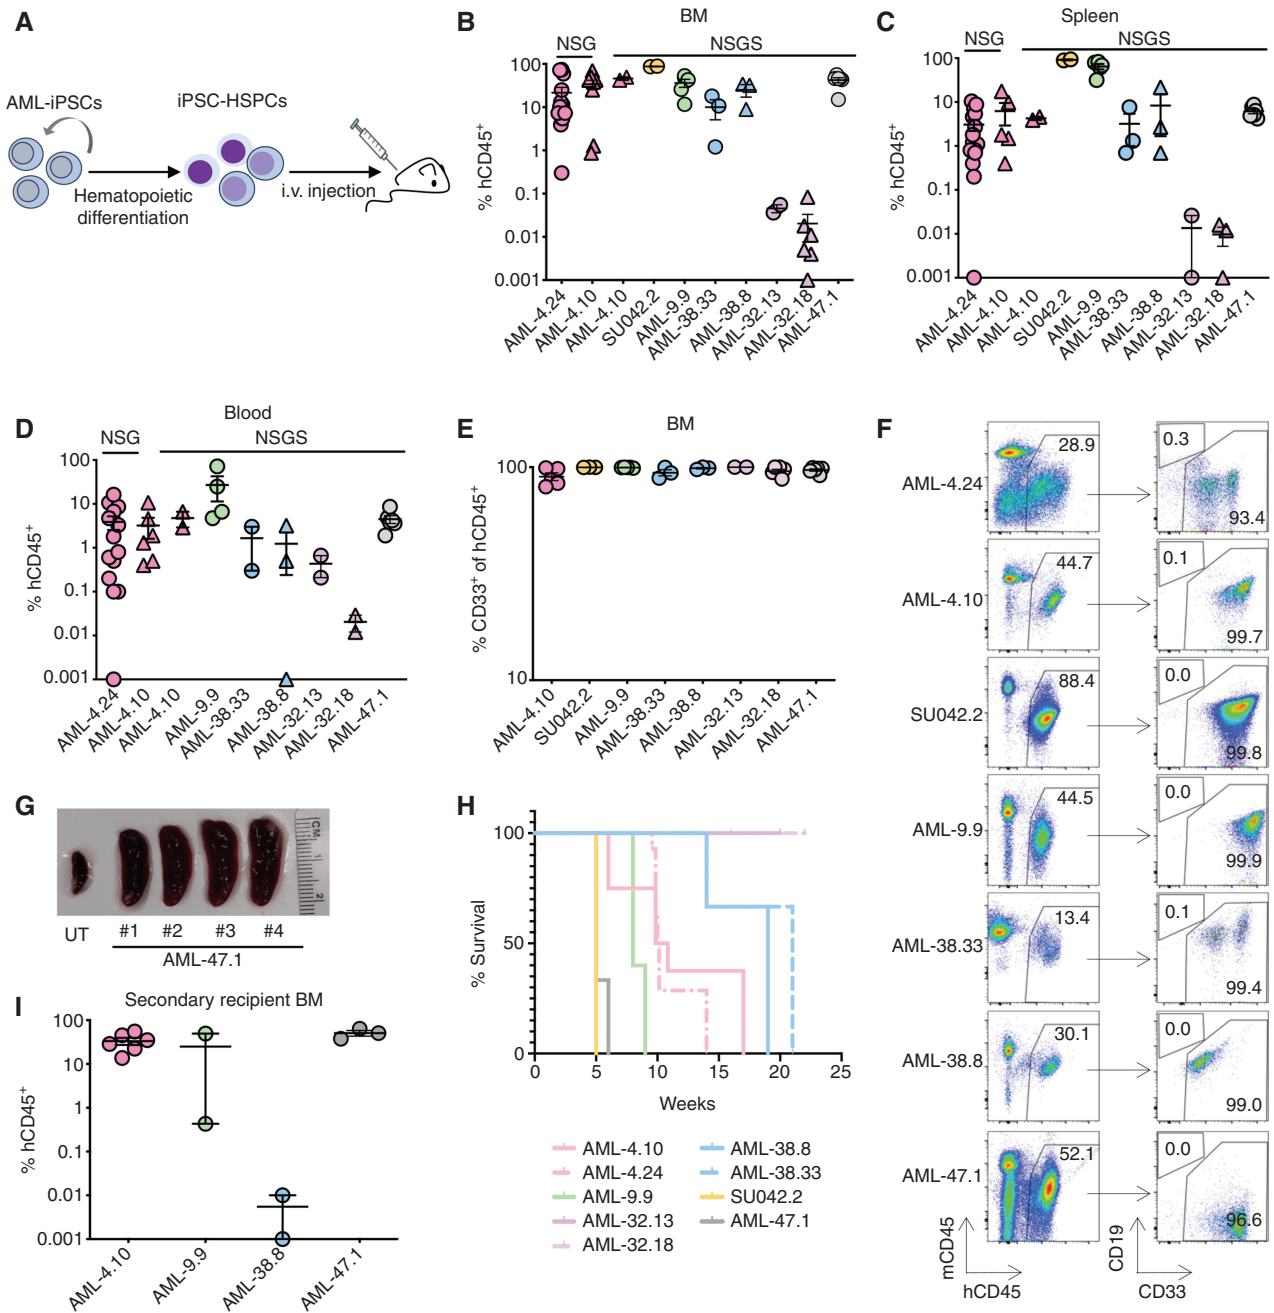 A
AML-iPSCs
iPSC-HSPCs
Hematopoietic
differentiation
i.v. injection
B
BM
NSG
NSGS
% hCD45+
100
10
1
0.1
0.01
0.001
AML-4.24
AML-4.10
AML-4.10
SU042.2
AML-9.9
AML-38.33
AML-38.8
AML-32.13
AML-32.18
AML-47.1
C
Spleen
NSG
NSGS
% hCD45+
100
10
1
0.1
0.01
0.001
AML-4.24
AML-4.10
AML-4.10
SU042.2
AML-9.9
AML-38.33
AML-38.8
AML-32.13
AML-32.18
AML-47.1
D
Blood
NSG
NSGS
% hCD45+
100
10
1
0.1
0.01
0.001
AML-4.24
AML-4.10
AML-4.10
AML-9.9
AML-38.33
AML-38.8
AML-32.13
AML-32.18
AML-47.1
E
BM
% CD33+ of hCD45+
100
10
AML-4.10
SU042.2
AML-9.9
AML-38.33
AML-38.8
AML-32.13
AML-32.18
AML-47.1
F
AML-4.24
28.9
0.3
93.4
AML-4.10
44.7
0.1
99.7
SU042.2
88.4
0.0
99.8
AML-9.9
44.5
0.0
99.9
AML-38.33
13.4
0.1
99.4
AML-38.8
30.1
0.0
99.0
AML-47.1
52.1
0.0
96.6
mCD45
hCD45
CD19
CD33
G
CM
1
2
UT
#1
#2
#3
#4
AML-47.1
H
% Survival
100
50
0
0
5
10
15
20
25
Weeks
AML-4.10
AML-4.24
AML-9.9
AML-32.13
AML-32.18
AML-38.8
AML-38.33
SU042.2
AML-47.1
I
Secondary recipient BM
% hCD45+
100
10
1
0.1
0.01
0.001
AML-4.10
AML-9.9
AML-38.8
AML-47.1